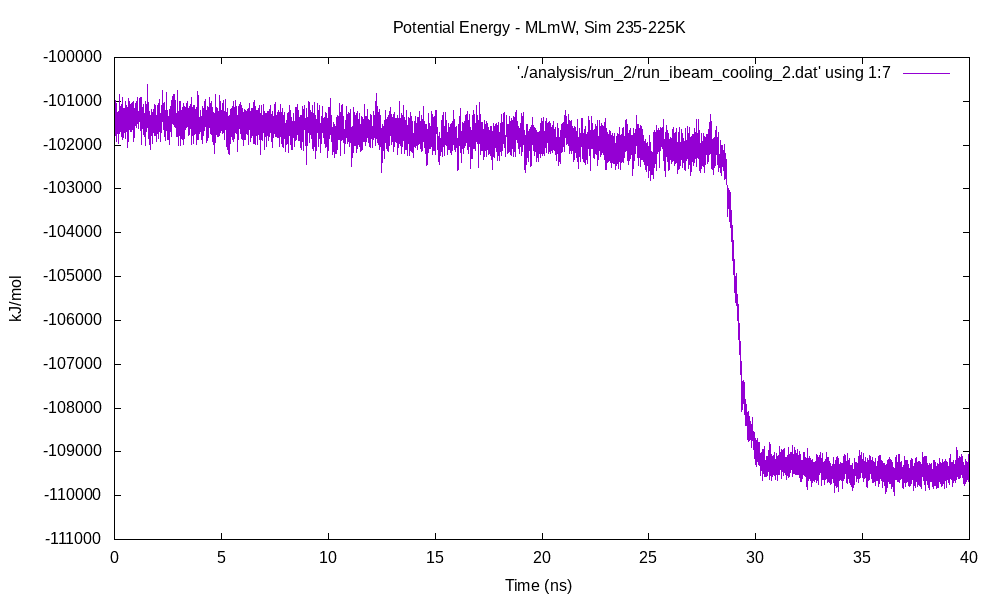 Potential Energy - MLmW, Sim 235-225K
'./analysis/run_2/run_ibeam_cooling_2.dat' using 1:7
-100000
-101000
-102000
-103000
-104000
-105000
-106000
-107000
-108000
-109000
-110000
-111000
kJ/mol
0 5 10 15 20 25 30 35 40
Time (ns)